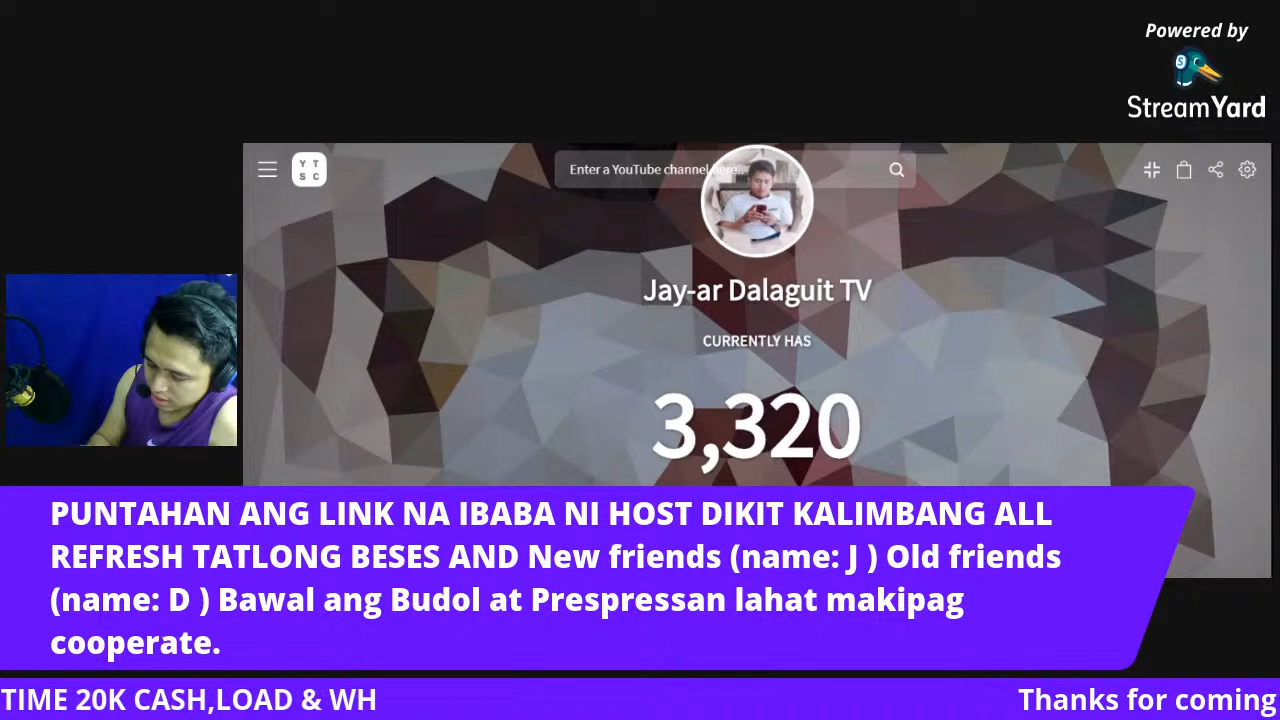 Powered by
StreamYard
Y T
S C
Enter a YouTube channel here...
Jay-ar Dalaguit TV
CURRENTLY HAS
3,320
PUNTAHAN ANG LINK NA IBABA NI HOST DIKIT KALIMBANG ALL
REFRESH TATLONG BESES AND New friends (name: J ) Old friends
(name: D ) Bawal ang Budol at Prespressan lahat makipag
cooperate.
TIME 20K CASH,LOAD & WH
Thanks for coming